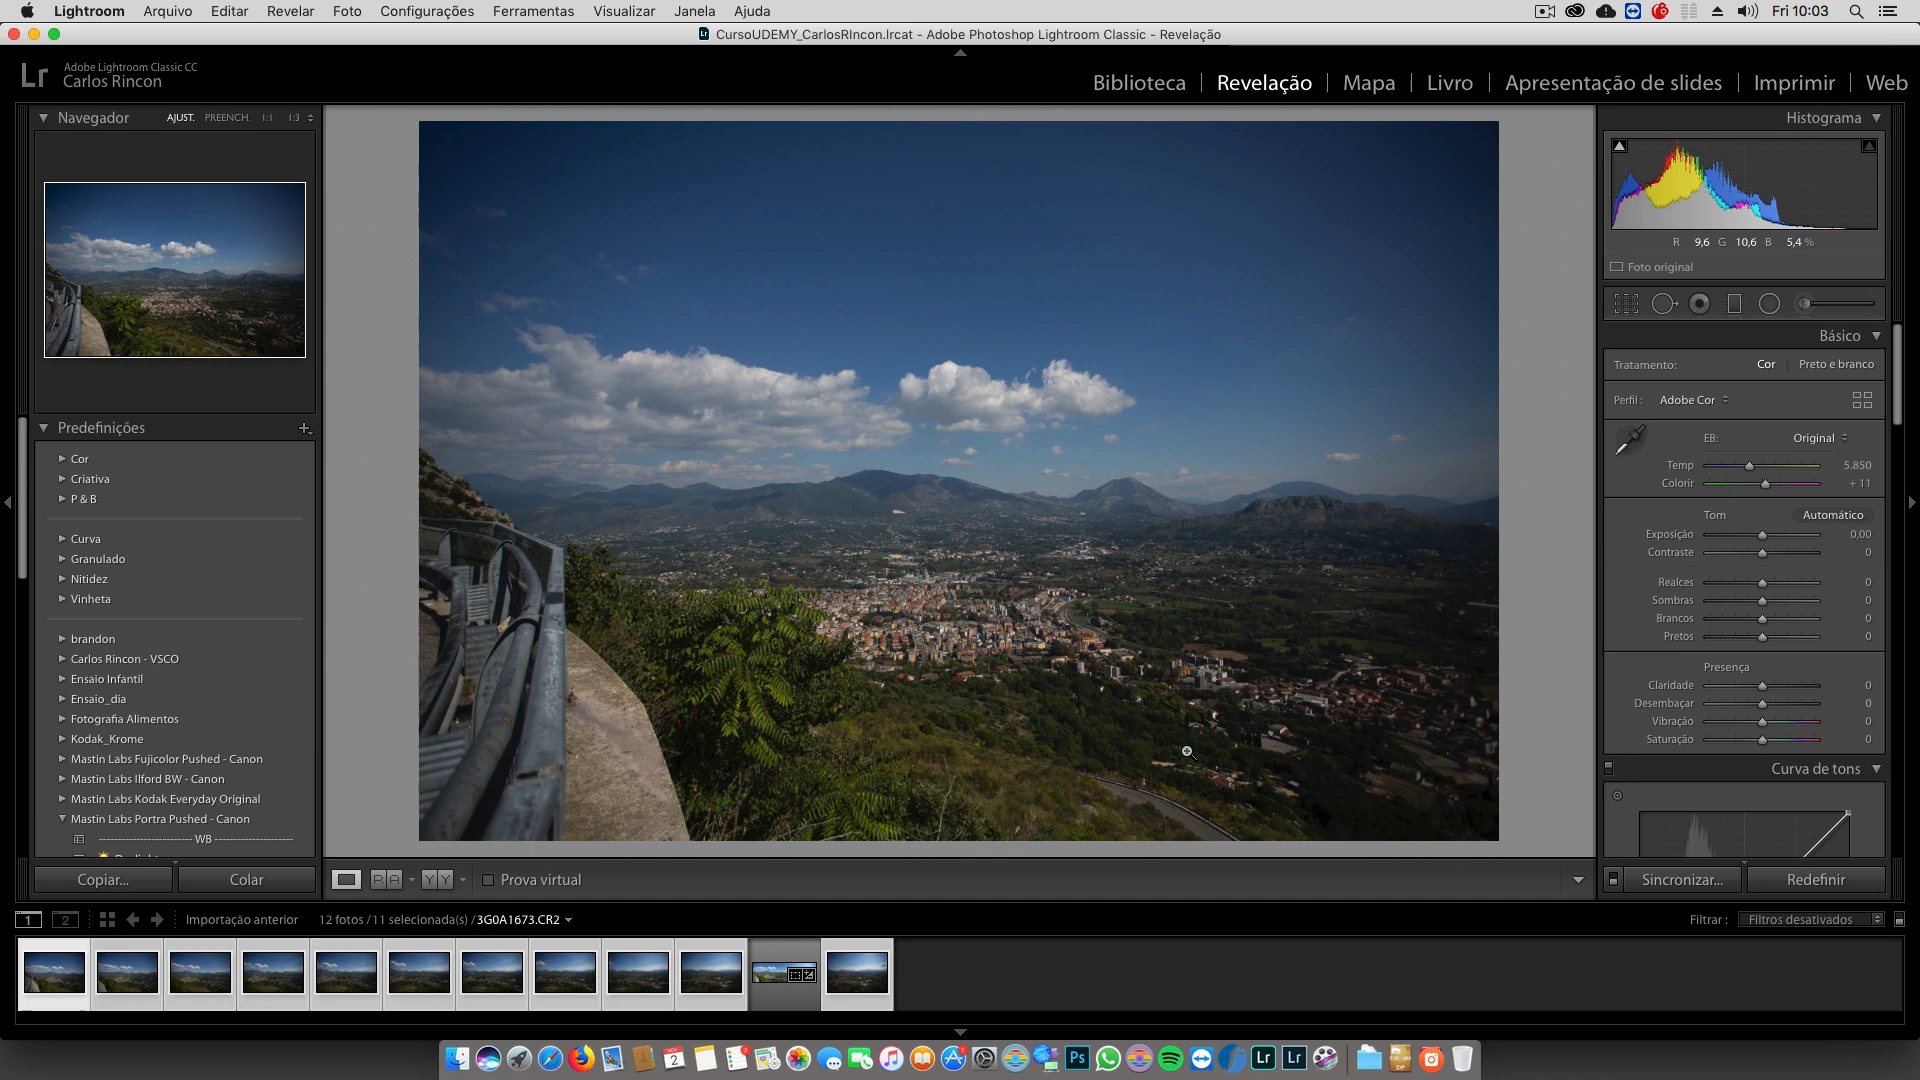 Lightroom Arquivo Editar Revelar Foto Configurações Ferramentas Visualizar Janela Ajuda Fri 10:03
CursoUDEMY_CarlosRIncon.lrcat - Adobe Photoshop Lightroom Classic - Revelação
Lr Adobe Lightroom Classic CC
Carlos Rincon
Biblioteca | Revelação | Mapa | Livro | Apresentação de slides | Imprimir | Web
Navegador AJUST. PREENCH. 1:1 1:3
Histograma
R 9,6 G 10,6 B 5,4 %
Foto original
Básico
Tratamento: Cor | Preto e branco
Perfil : Adobe Cor
EB: Original
Temp 5.850
Colorir + 11
Tom Automático
Exposição 0,00
Contraste 0
Realces 0
Sombras 0
Brancos 0
Pretos 0
Presença
Claridade 0
Desembaçar 0
Vibração 0
Saturação 0
Curva de tons
Predefinições
Cor
Criativa
P & B
Curva
Granulado
Nitidez
Vinheta
brandon
Carlos Rincon - VSCO
Ensaio Infantil
Ensaio_dia
Fotografia Alimentos
Kodak_Krome
Mastin Labs Fujicolor Pushed - Canon
Mastin Labs Ilford BW - Canon
Mastin Labs Kodak Everyday Original
Mastin Labs Portra Pushed - Canon
------------------------- WB ---------------------
Copiar... Colar
R A Y Y Prova virtual
Sincronizar... Redefinir
1 2 Importação anterior 12 fotos / 11 selecionada(s) / 3G0A1673.CR2
Filtrar : Filtros desativados
NOV 2 Ps Lr Lr ZIP